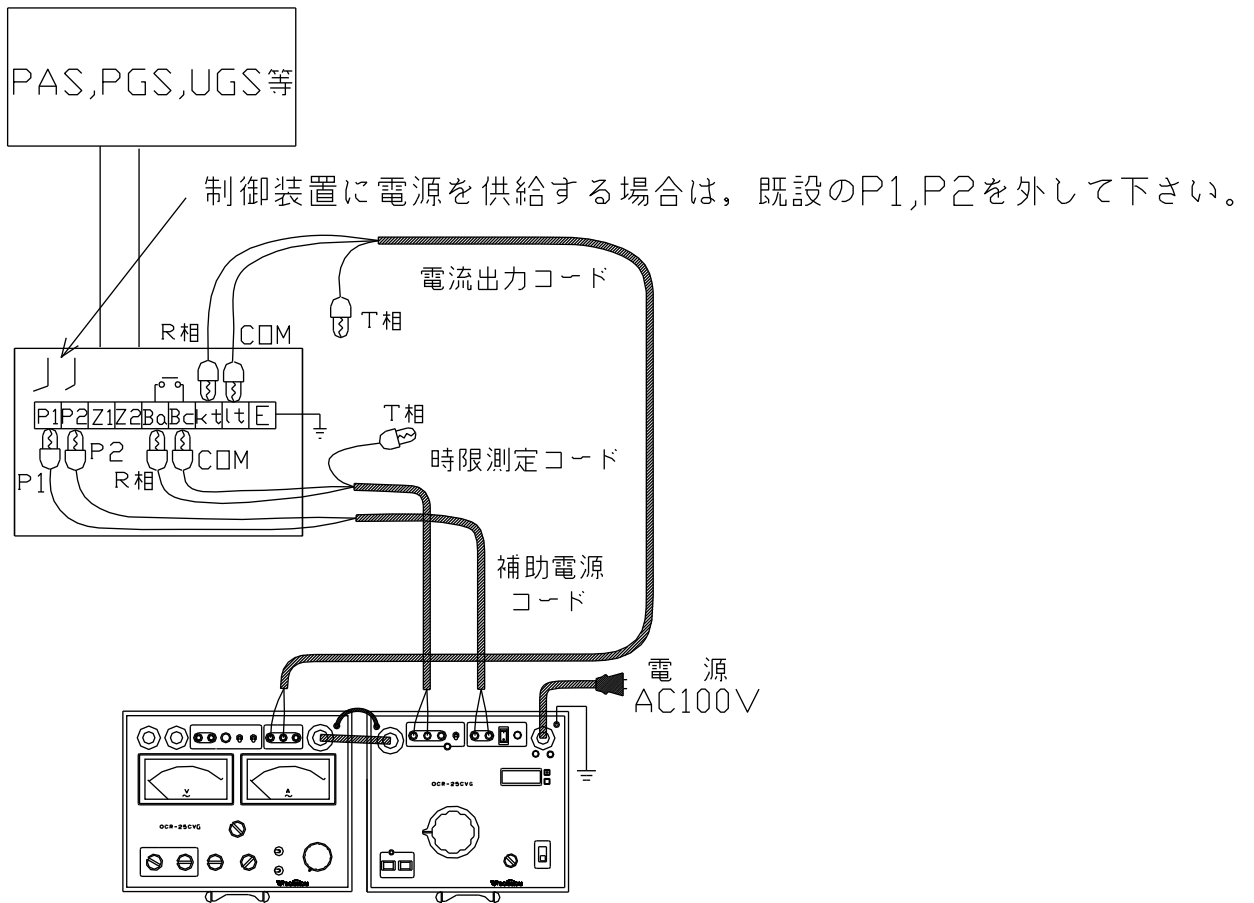 PAS,PGS,UGS等
制御装置に電源を供給する場合は，既設のP1,P2を外して下さい。
電流出力コード
T相
R相 COM
P1 P2 Z1 Z2 Ba Bc kt lt E
T相
P2
時限測定コード
COM
P1
R相
補助電源
コード
電 源
AC100V
V
A
OCR-25CVG
OCR-25CVG